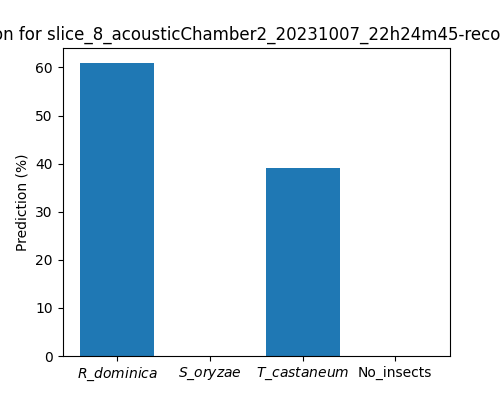 on for slice_8_acousticChamber2_20231007_22h24m45-reco
60
50
40
30
20
10
0
Prediction (%)
R_dominica S_oryzae T_castaneum No_insects